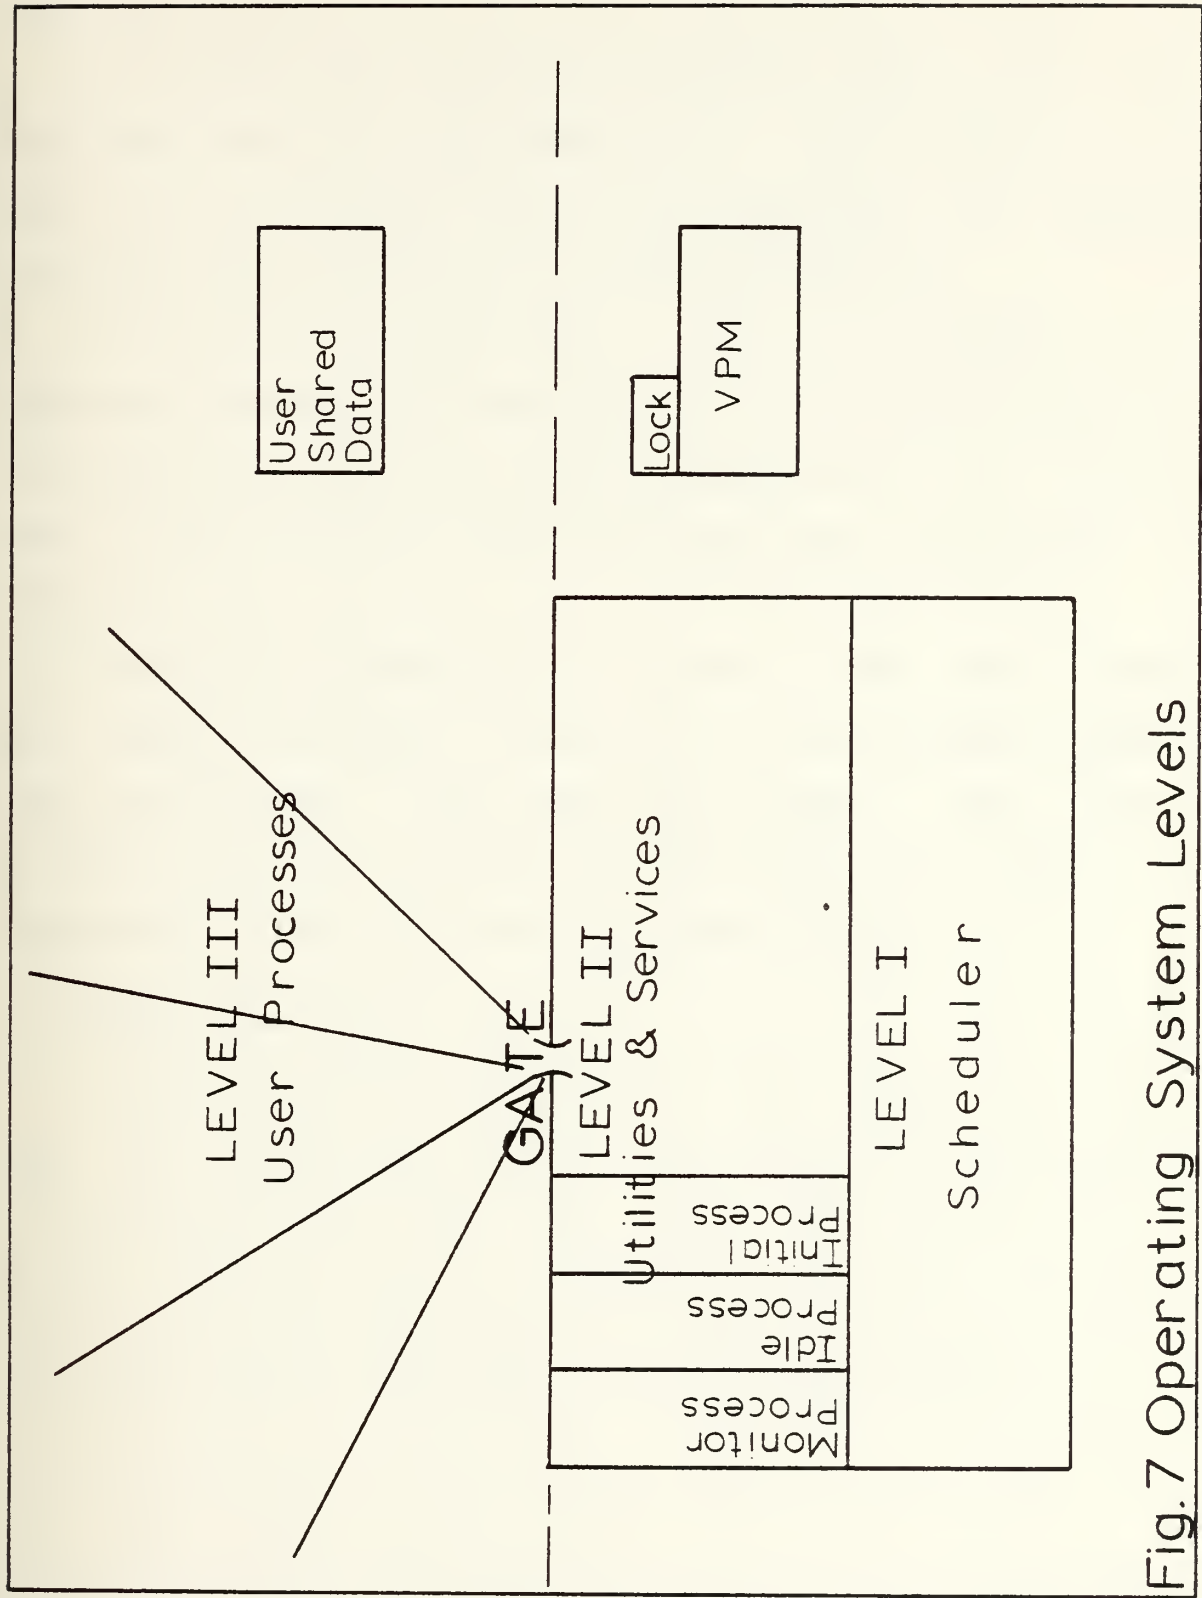 LEVEL III
User Processes
User
Shared
Data
GATE
LEVEL II
Utilities & Services
Lock
VPM
Monitor
Process
Idle
Process
Initial
Process
LEVEL I
Scheduler
Fig.7 Operating System Levels